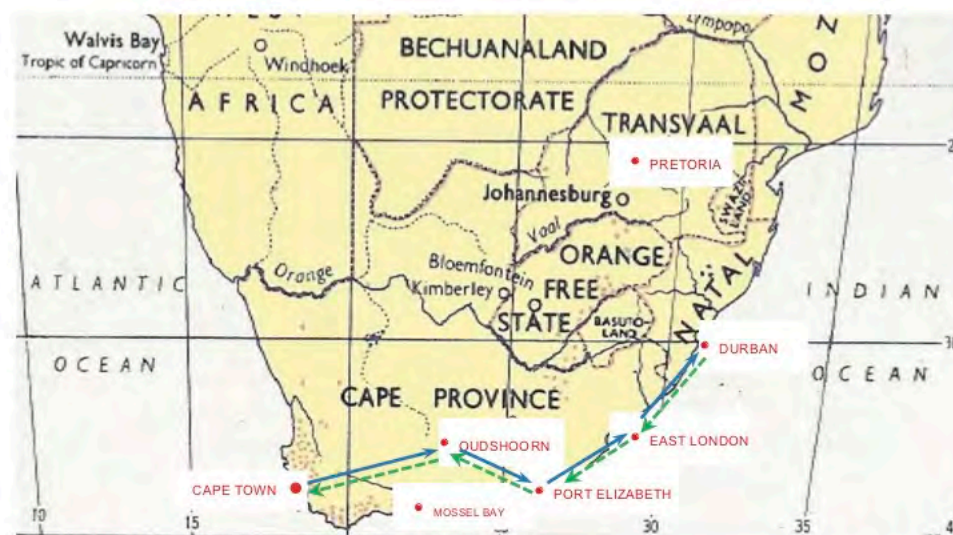 Limpopo
Walvis Bay
Tropic of Capricorn
Windhoek
BECHUANALAND
PROTECTORATE
AFRICA
MOZ
TRANSVAAL
PRETORIA
Johannesburg
SWAZI-
LAND
Vaal
ORANGE
FREE
STATE
Orange
Bloemfontein
Kimberley
BASUTO-
LAND
NATAL
ATLANTIC
OCEAN
INDIAN
OCEAN
DURBAN
CAPE PROVINCE
OUDSHOORN
EAST LONDON
CAPE TOWN
PORT ELIZABETH
MOSSEL BAY
10 15 25 30 35